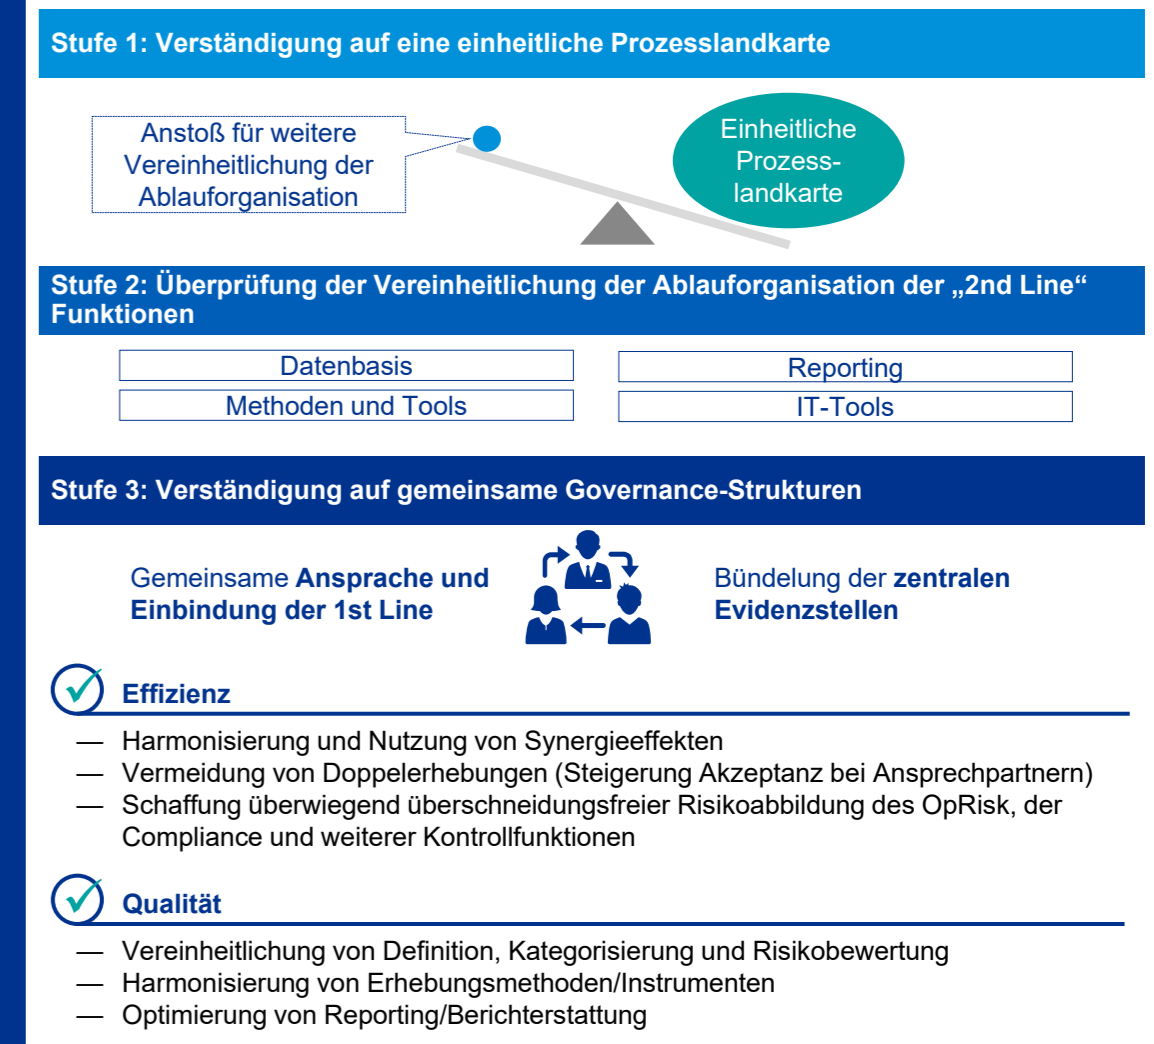 Stufe 1: Verständigung auf eine einheitliche Prozesslandkarte
Anstoß für weitere
Vereinheitlichung der
Ablauforganisation
Einheitliche
Prozess-
landkarte
Stufe 2: Überprüfung der Vereinheitlichung der Ablauforganisation der „2nd Line“
Funktionen
Datenbasis
Reporting
Methoden und Tools
IT-Tools
Stufe 3: Verständigung auf gemeinsame Governance-Strukturen
Gemeinsame Ansprache und
Einbindung der 1st Line
Bündelung der zentralen
Evidenzstellen
Effizienz
— Harmonisierung und Nutzung von Synergieeffekten
— Vermeidung von Doppelerhebungen (Steigerung Akzeptanz bei Ansprechpartnern)
— Schaffung überwiegend überschneidungsfreier Risikoabbildung des OpRisk, der
Compliance und weiterer Kontrollfunktionen
Qualität
— Vereinheitlichung von Definition, Kategorisierung und Risikobewertung
— Harmonisierung von Erhebungsmethoden/Instrumenten
— Optimierung von Reporting/Berichterstattung